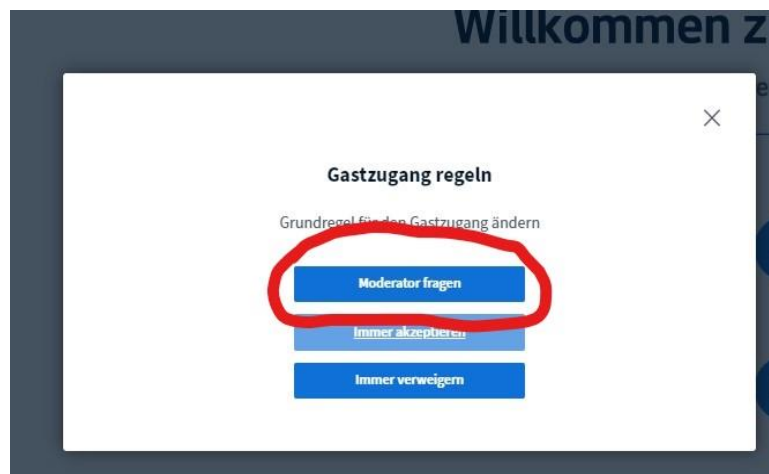 Willkommen z
e
Gastzugang regeln
Grundregel für den Gastzugang ändern
Moderator fragen
Immer akzeptieren
Immer verweigern